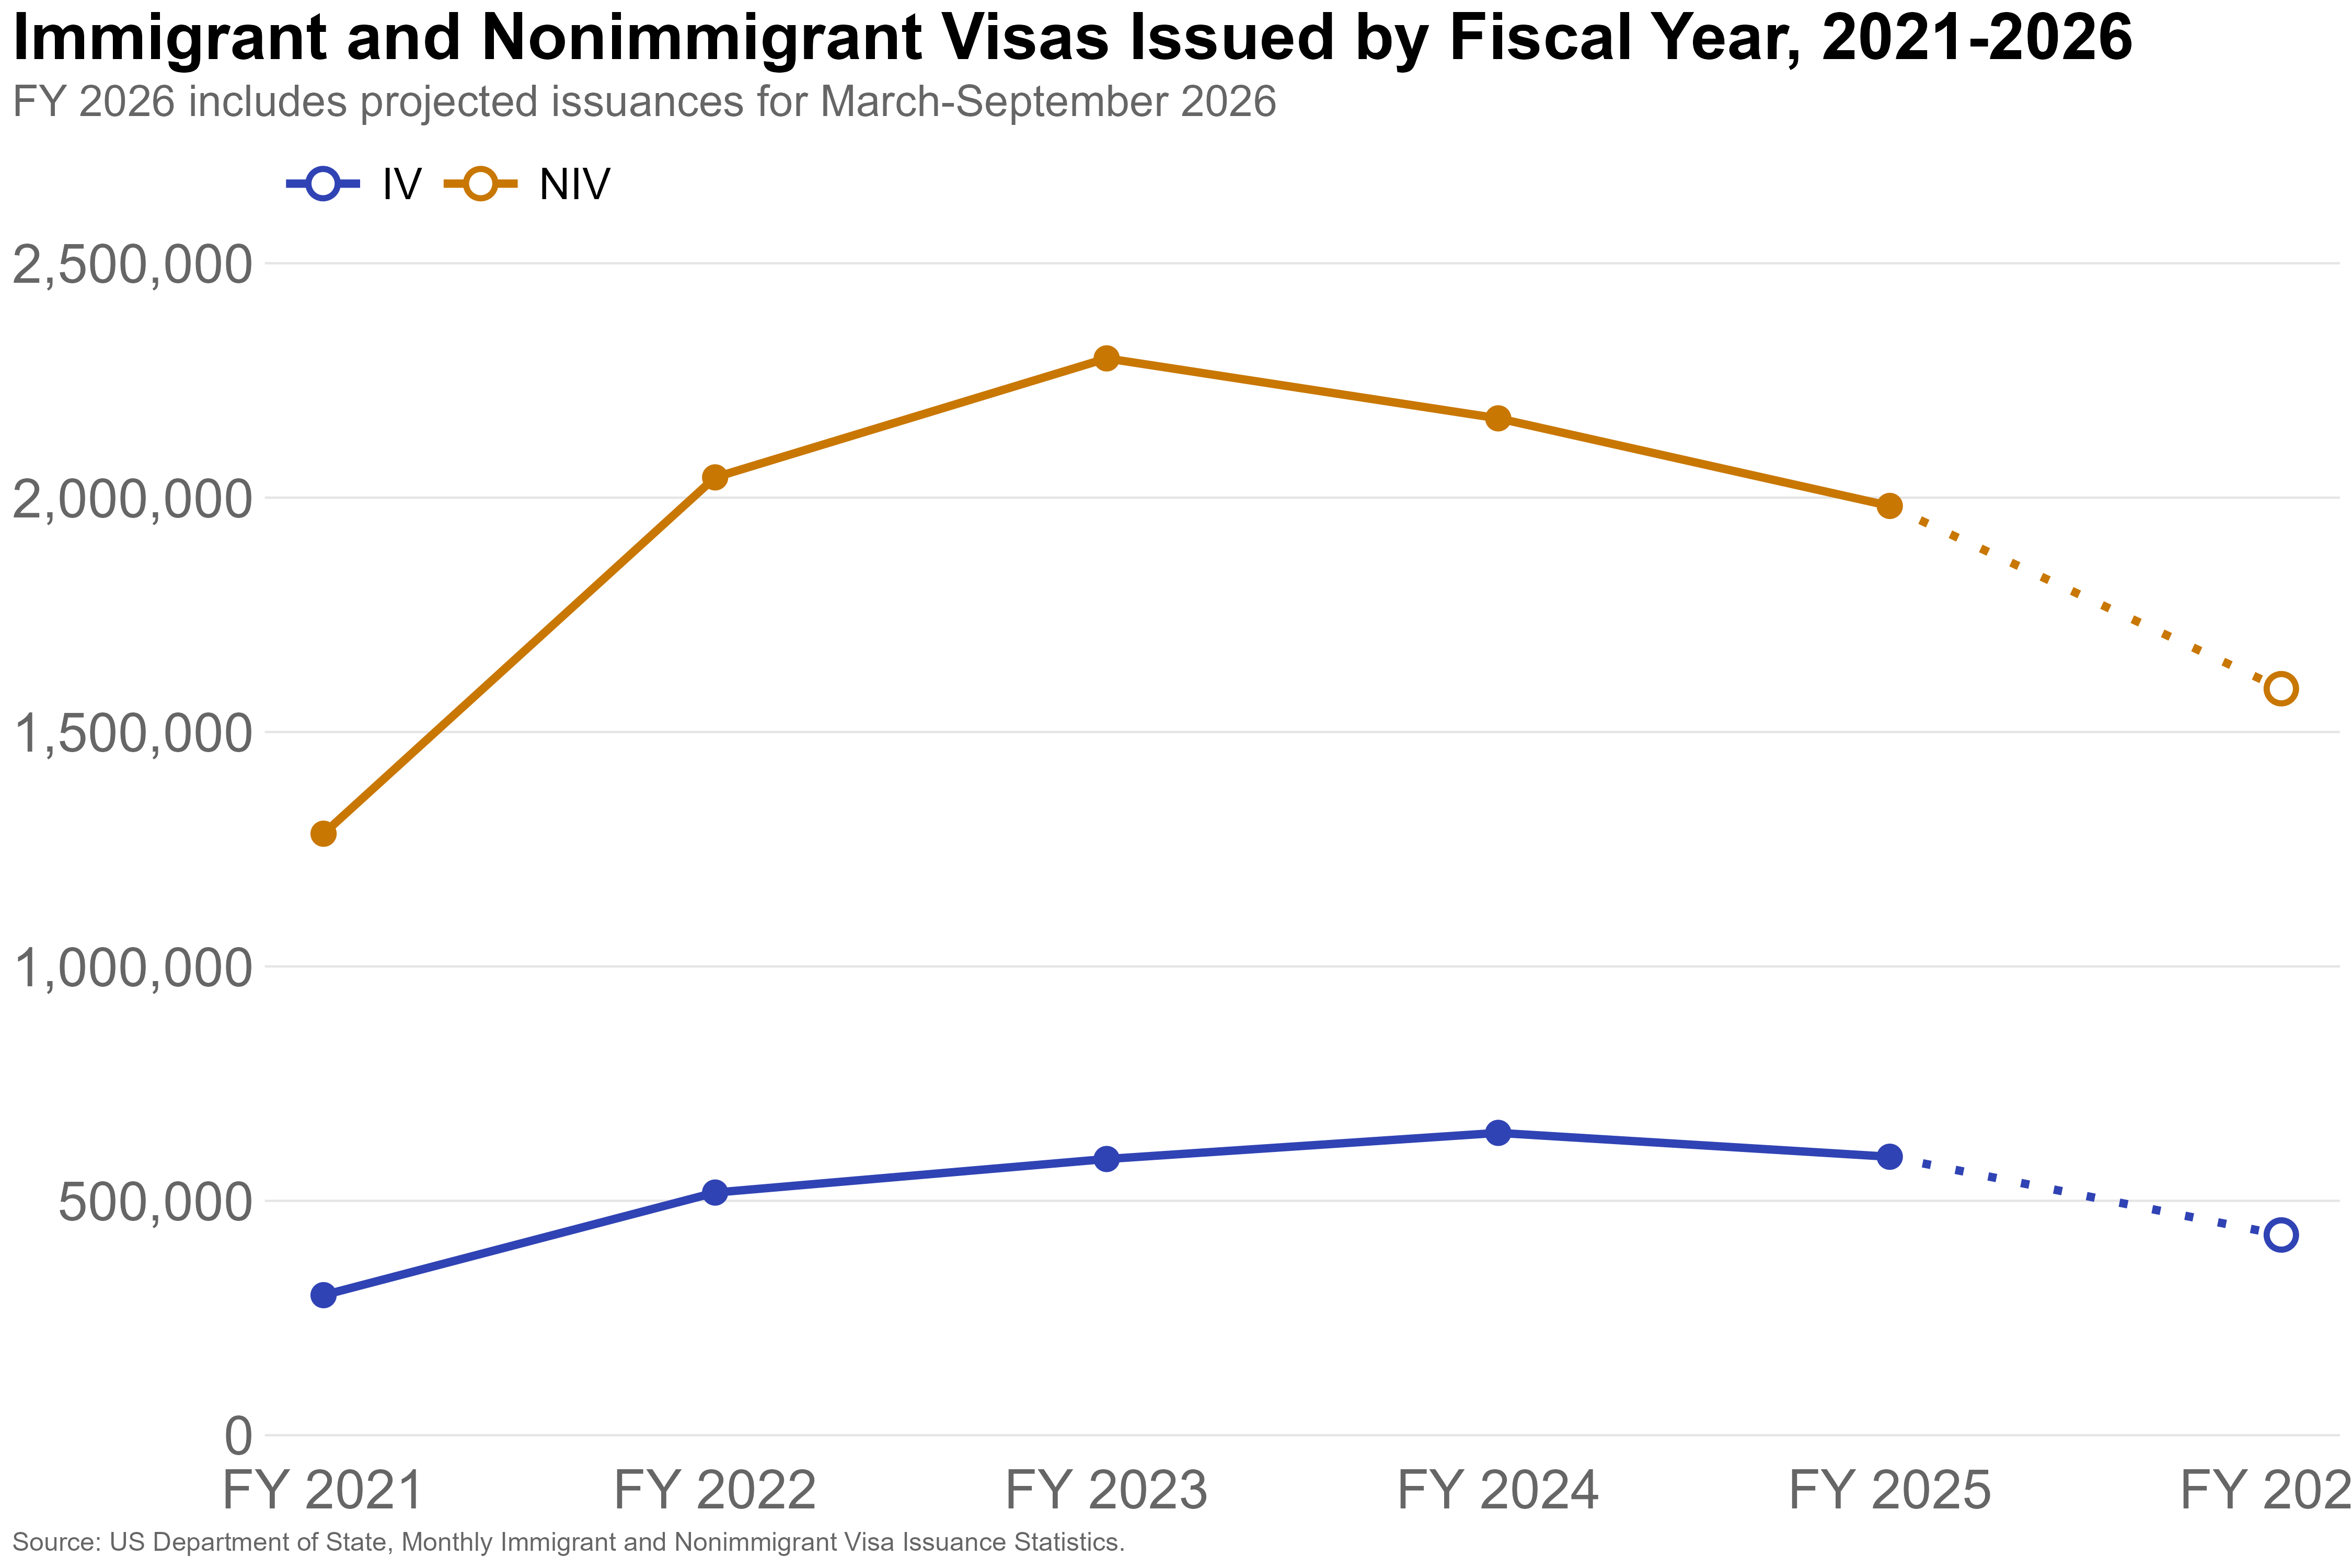 Immigrant and Nonimmigrant Visas Issued by Fiscal Year, 2021-2026
FY 2026 includes projected issuances for March-September 2026
IV NIV
2,500,000
2,000,000
1,500,000
1,000,000
500,000
0
FY 2021 FY 2022 FY 2023 FY 2024 FY 2025 FY 202
Source: US Department of State, Monthly Immigrant and Nonimmigrant Visa Issuance Statistics.